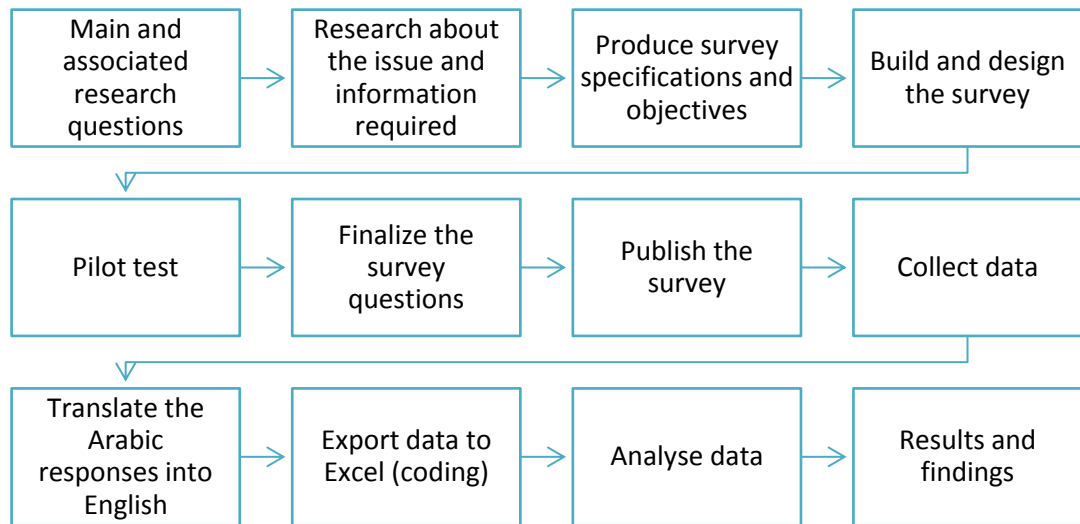 Main and
associated
research
questions
Research about
the issue and
information
required
Produce survey
specifications and
objectives
Build and design
the survey
Pilot test
Finalize the
survey
questions
Publish the
survey
Collect data
Translate the
Arabic
responses into
English
Export data to
Excel (coding)
Analyse data
Results and
findings